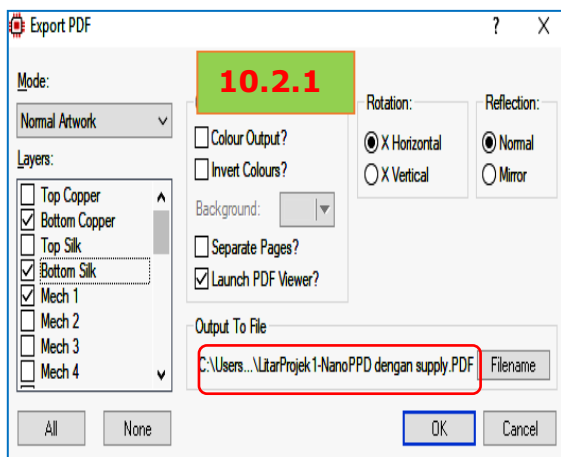 Export PDF
?
X
10.2.1
Mode:
Normal Artwork
Layers:
Top Copper
Bottom Copper
Top Silk
Bottom Silk
Mech 1
Mech 2
Mech 3
Mech 4
Colour Output?
Invert Colours?
Background:
Separate Pages?
Launch PDF Viewer?
Rotation:
X Horizontal
X Vertical
Reflection:
Normal
Mirror
Output To File
C:\Users...\LitarProjek1-NanoPPD dengan supply.PDF
Filename
All
None
OK
Cancel